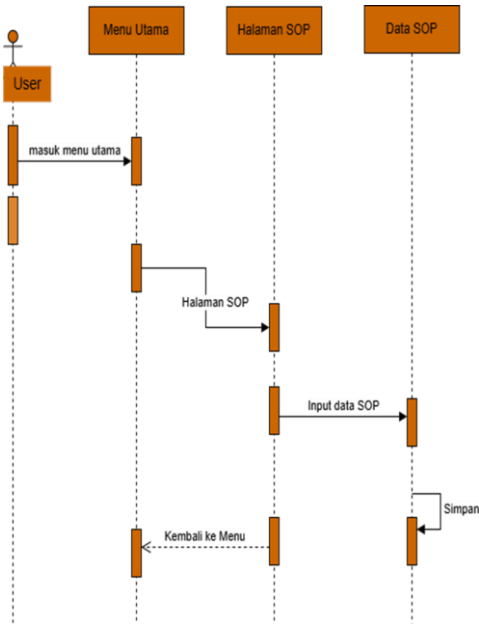 Menu Utama
Halaman SOP
Data SOP
User
masuk menu utama
Halaman SOP
Input data SOP
Simpan
Kembali ke Menu